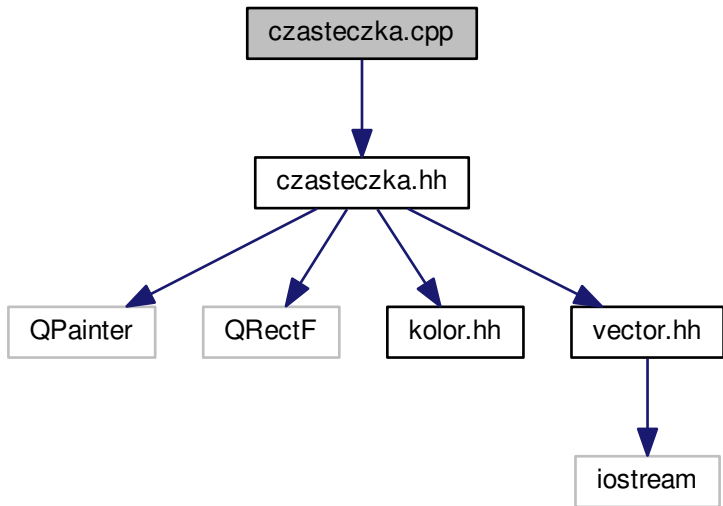 czasteczka.cpp
czasteczka.hh
QPainter
QRectF
kolor.hh
vector.hh
iostream